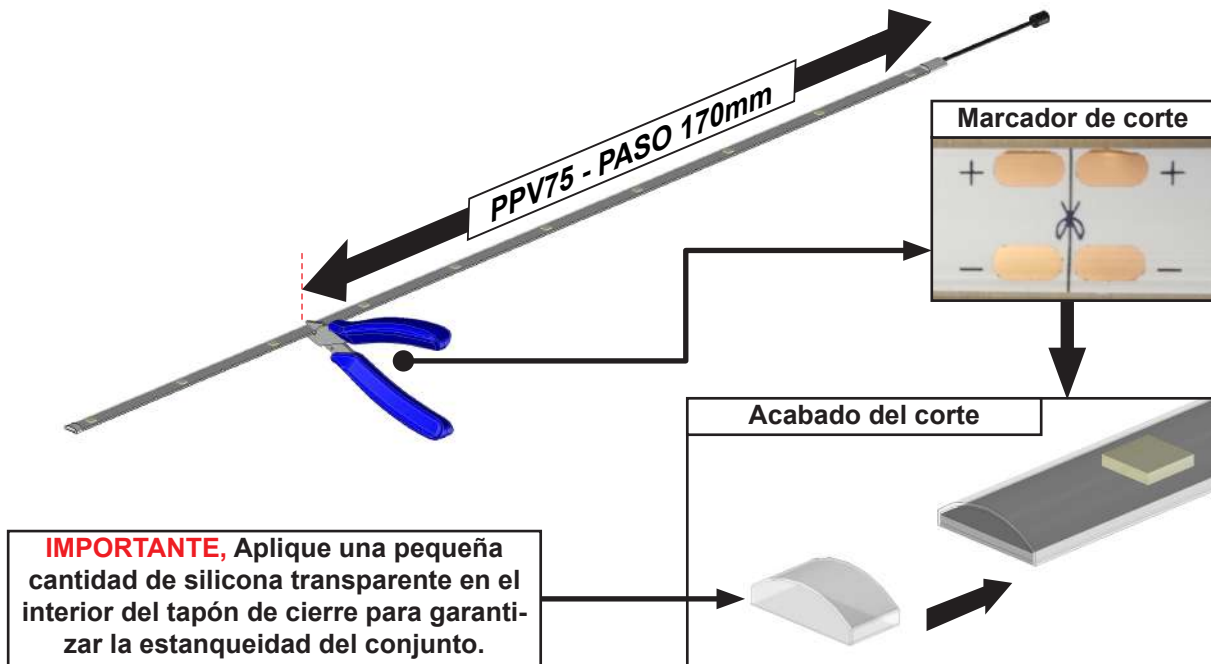 PPV75 - PASO 170mm
Marcador de corte
+ +
− −
Acabado del corte
IMPORTANTE, Aplique una pequeña
cantidad de silicona transparente en el
interior del tapón de cierre para garanti-
zar la estanqueidad del conjunto.